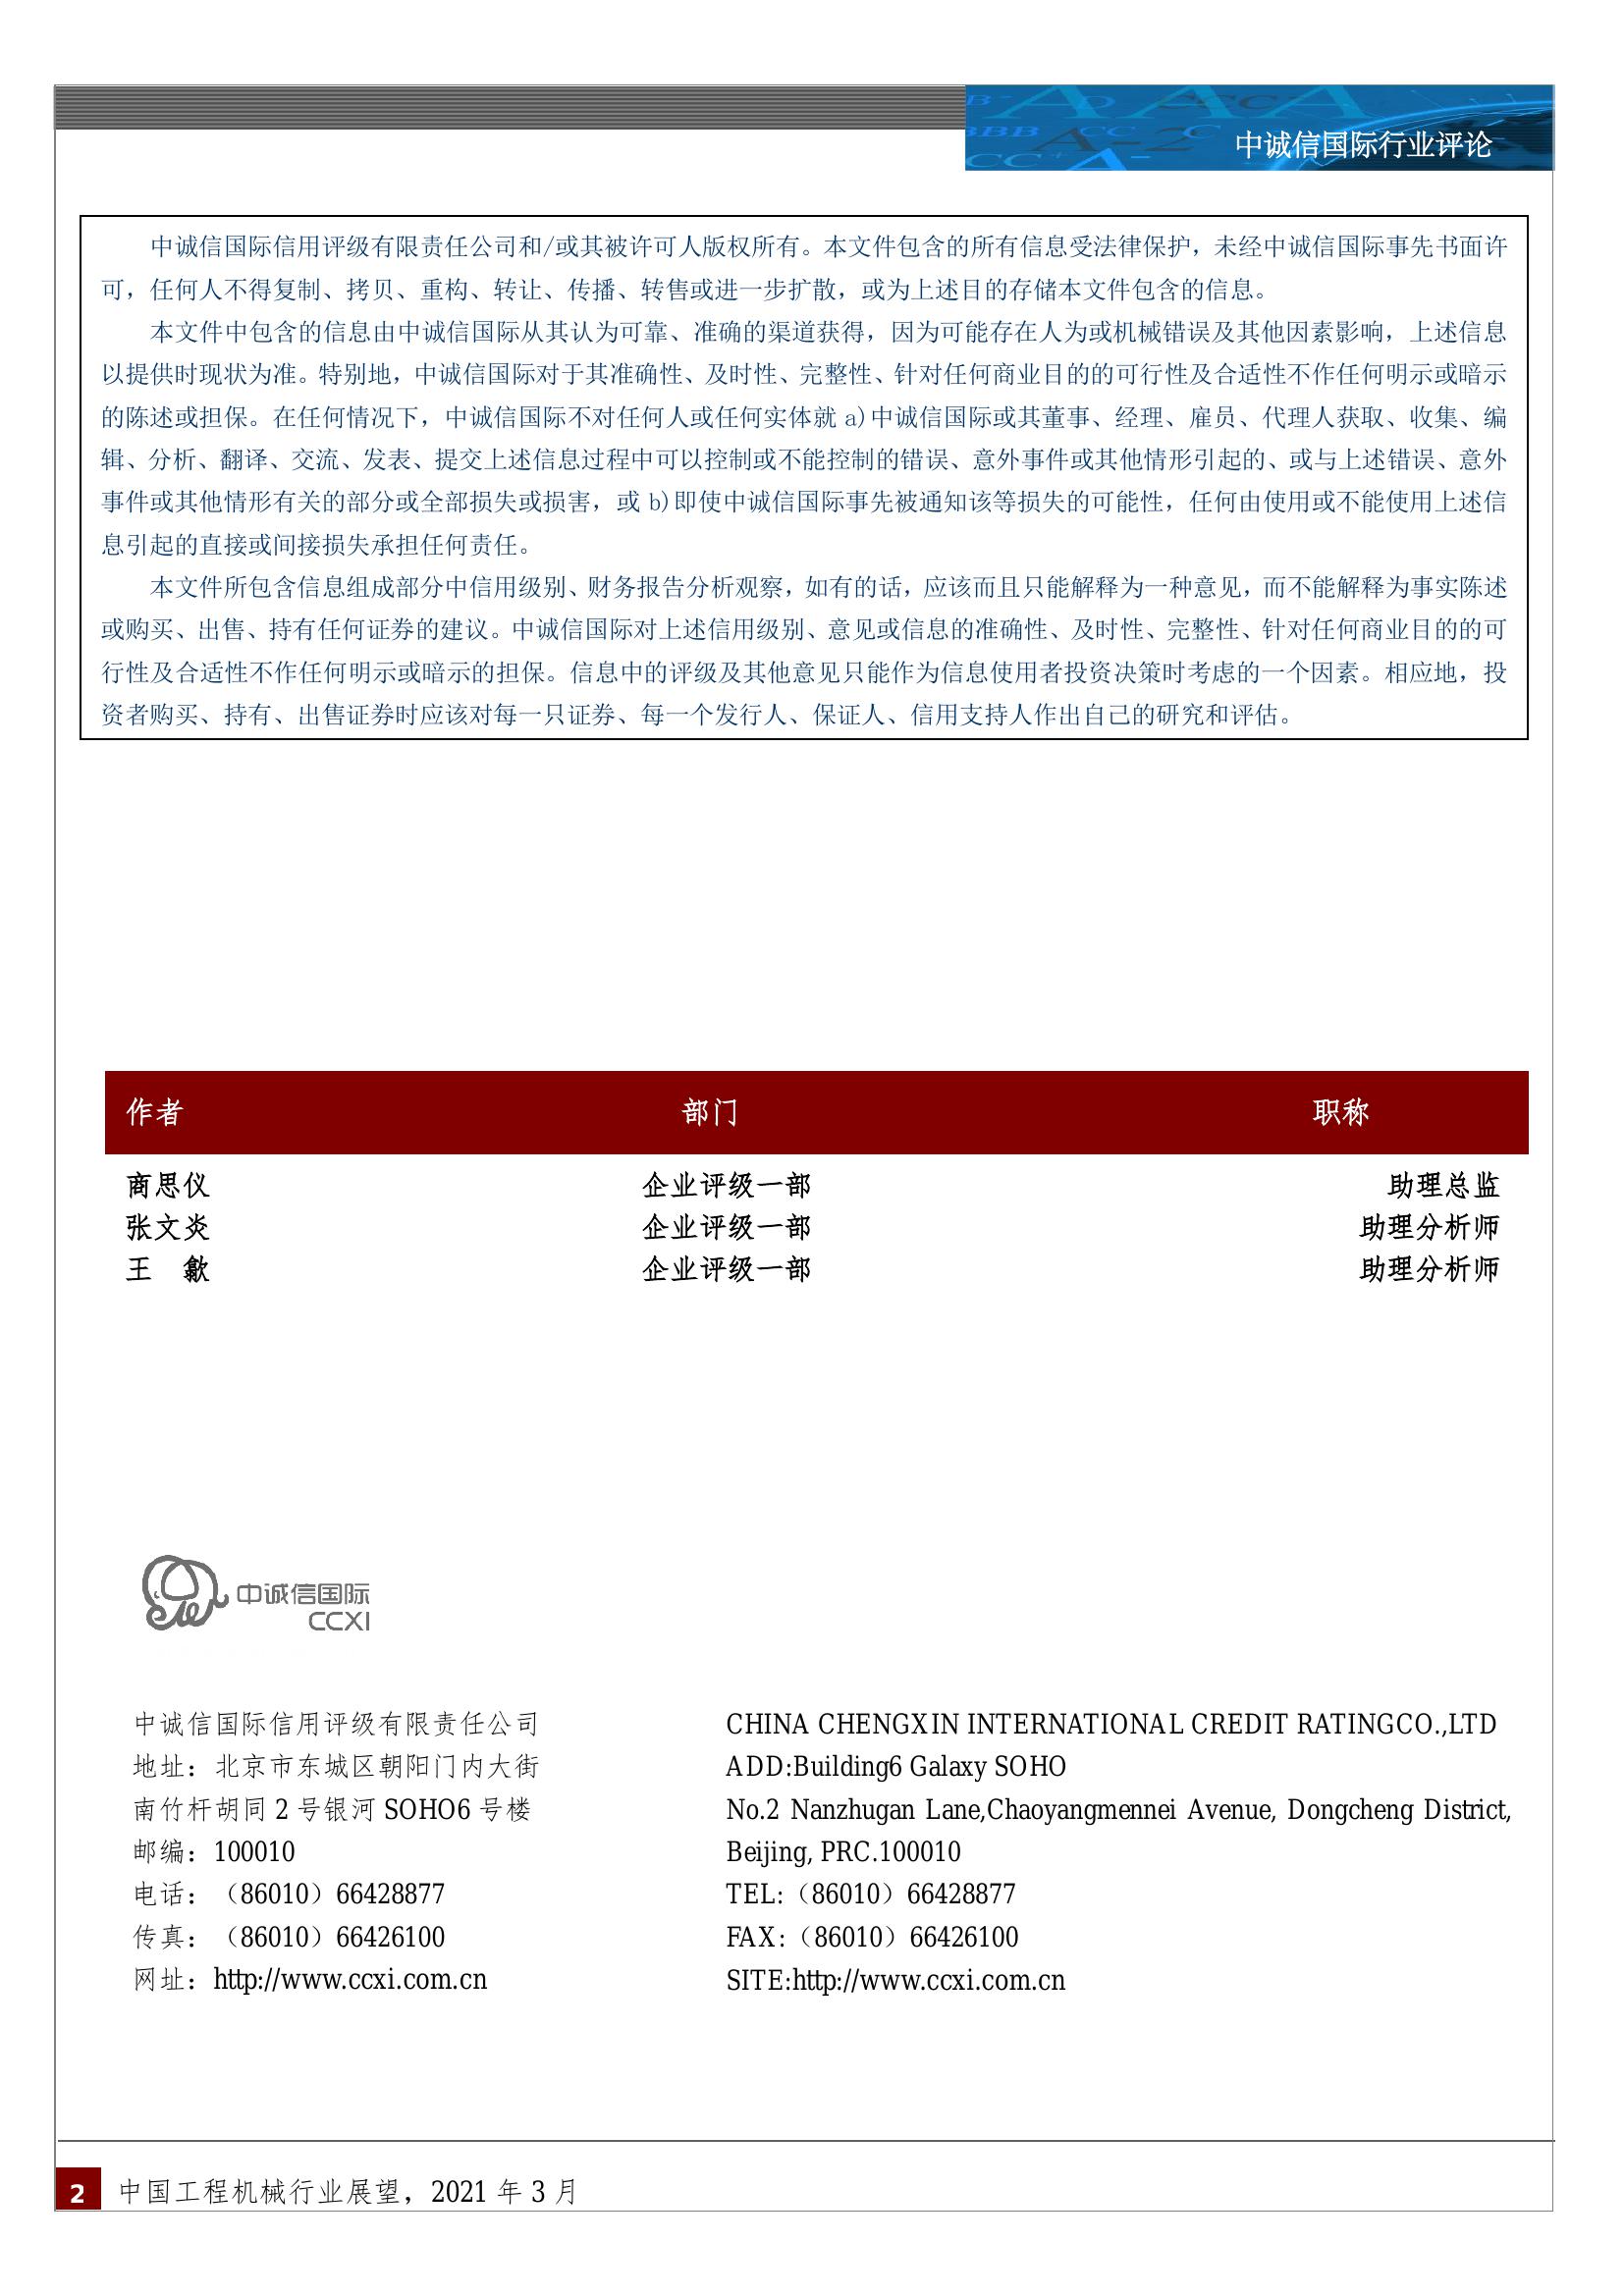 中诚信国际行业评论
中诚信国际信用评级有限责任公司和/或其被许可人版权所有。本文件包含的所有信息受法律保护，未经中诚信国际事先书面许
可，任何人不得复制、拷贝、重构、转让、传播、转售或进一步扩散，或为上述目的存储本文件包含的信息。
本文件中包含的信息由中诚信国际从其认为可靠、准确的渠道获得，因为可能存在人为或机械错误及其他因素影响，上述信息
以提供时现状为准。特别地，中诚信国际对于其准确性、及时性、完整性、针对任何商业目的的可行性及合适性不作任何明示或暗示
的陈述或担保。在任何情况下，中诚信国际不对任何人或任何实体就 a)中诚信国际或其董事、经理、雇员、代理人获取、收集、编
辑、分析、翻译、交流、发表、提交上述信息过程中可以控制或不能控制的错误、意外事件或其他情形引起的、或与上述错误、意外
事件或其他情形有关的部分或全部损失或损害，或 b)即使中诚信国际事先被通知该等损失的可能性，任何由使用或不能使用上述信
息引起的直接或间接损失承担任何责任。
本文件所包含信息组成部分中信用级别、财务报告分析观察，如有的话，应该而且只能解释为一种意见，而不能解释为事实陈述
或购买、出售、持有任何证券的建议。中诚信国际对上述信用级别、意见或信息的准确性、及时性、完整性、针对任何商业目的的可
行性及合适性不作任何明示或暗示的担保。信息中的评级及其他意见只能作为信息使用者投资决策时考虑的一个因素。相应地，投
资者购买、持有、出售证券时应该对每一只证券、每一个发行人、保证人、信用支持人作出自己的研究和评估。
作者 部门 职称
商思仪 企业评级一部 助理总监
张文炎 企业评级一部 助理分析师
王　歙 企业评级一部 助理分析师
中诚信国际
CCXI
中诚信国际信用评级有限责任公司
地址：北京市东城区朝阳门内大街
南竹杆胡同 2 号银河 SOHO6 号楼
邮编：100010
电话：（86010）66428877
传真：（86010）66426100
网址：http://www.ccxi.com.cn
CHINA CHENGXIN INTERNATIONAL CREDIT RATINGCO.,LTD
ADD:Building6 Galaxy SOHO
No.2 Nanzhugan Lane,Chaoyangmennei Avenue, Dongcheng District,
Beijing, PRC.100010
TEL:（86010）66428877
FAX:（86010）66426100
SITE:http://www.ccxi.com.cn
2 中国工程机械行业展望，2021 年 3 月